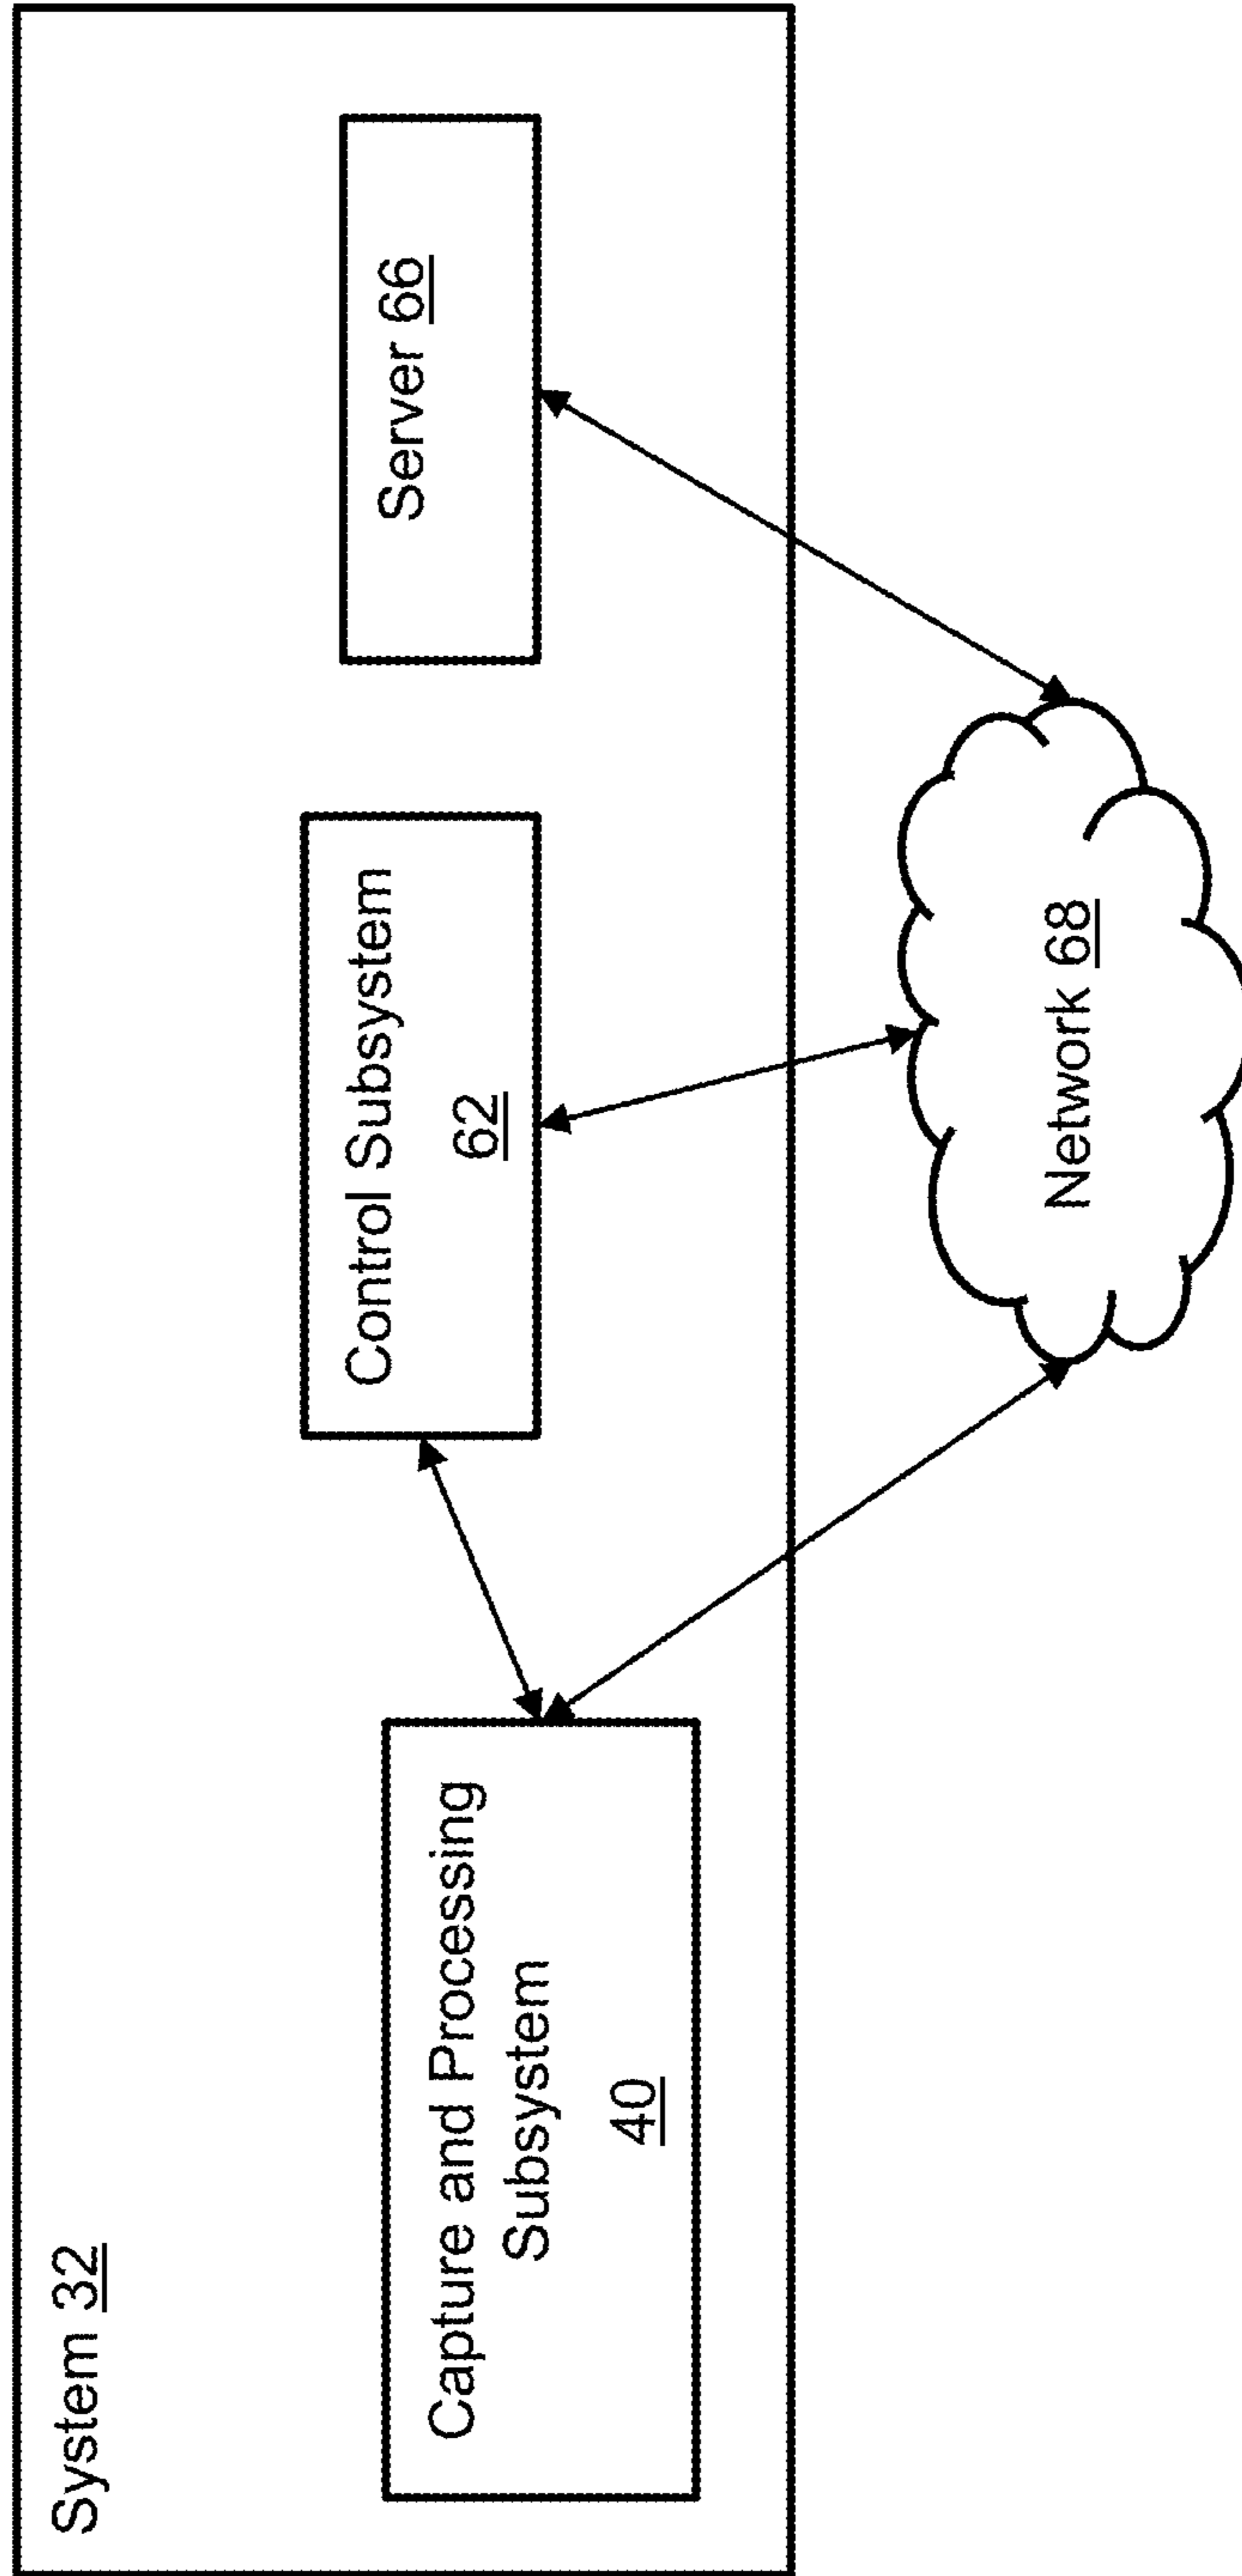 System 32
Capture and Processing
Subsystem
40
Control Subsystem
62
Server 66
Network 68